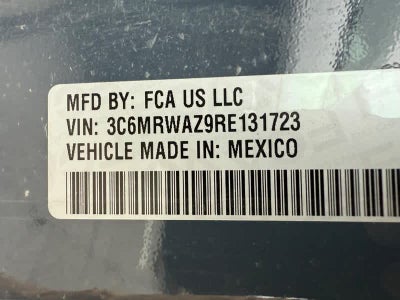 MFD BY: FCA US LLC
VIN: 3C6MRWAZ9RE131723
VEHICLE MADE IN: MEXICO